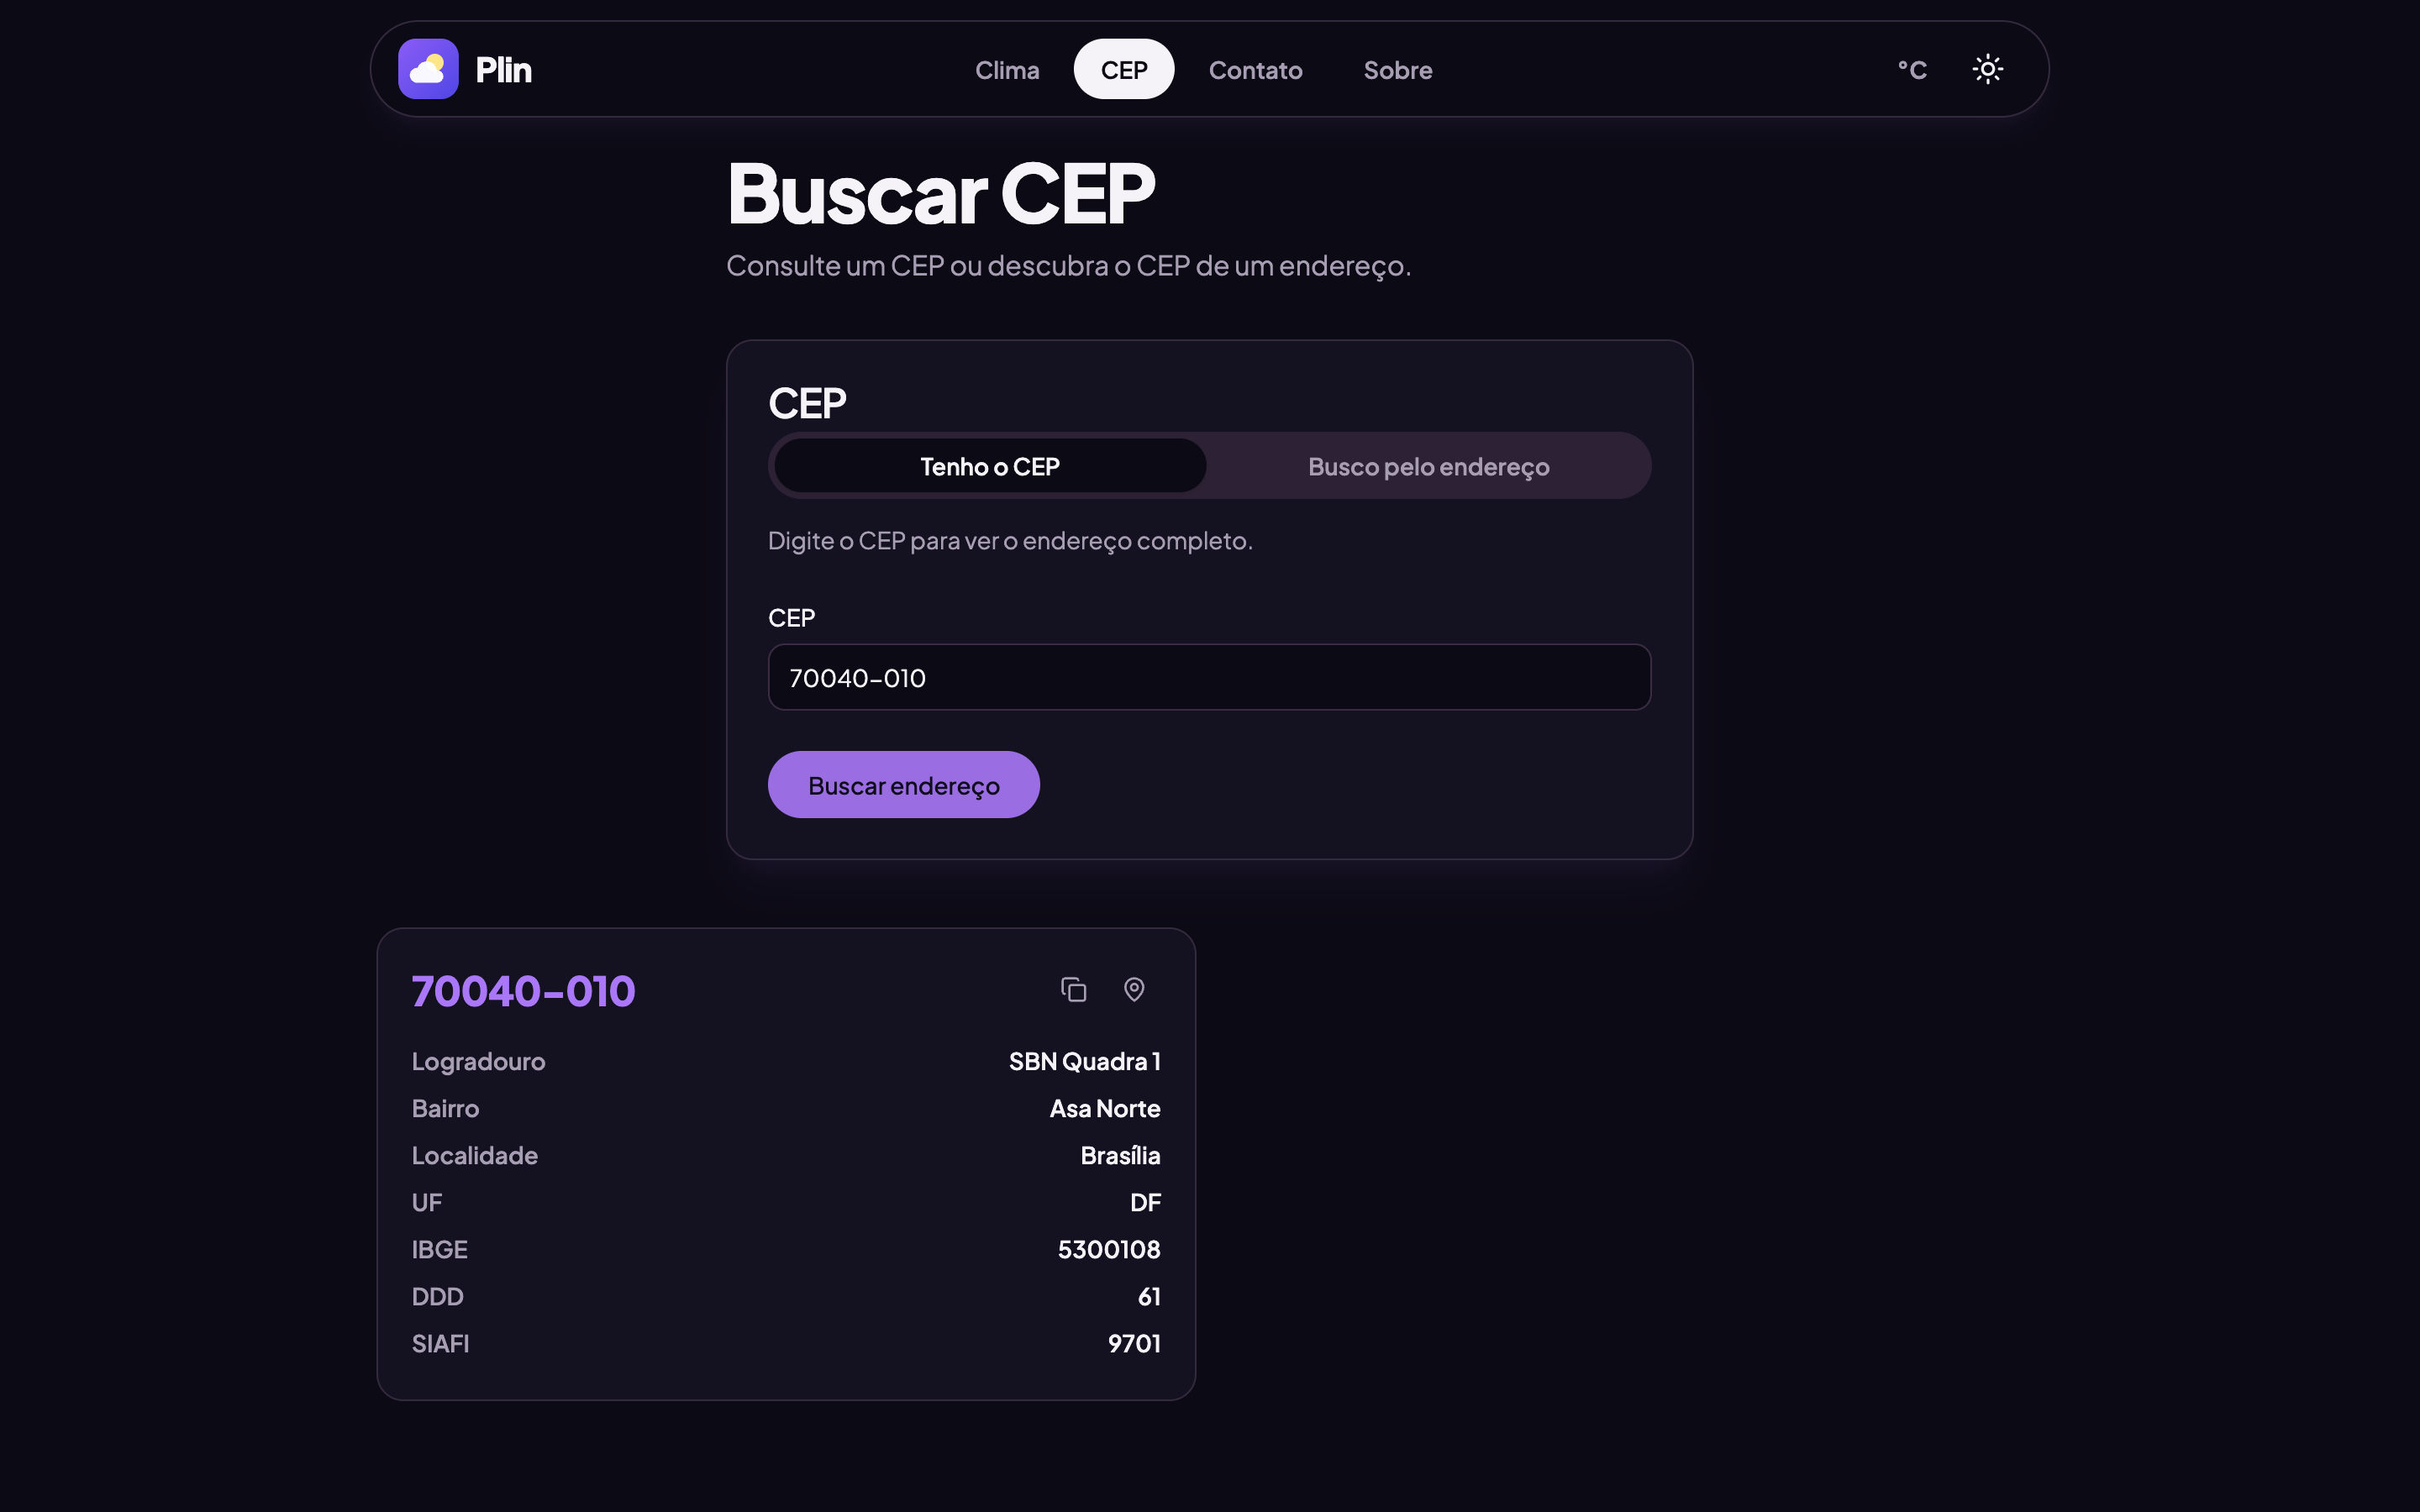 Plin
Clima CEP Contato Sobre
°C
Buscar CEP
Consulte um CEP ou descubra o CEP de um endereço.
CEP
Tenho o CEP Busco pelo endereço
Digite o CEP para ver o endereço completo.
CEP
70040-010
Buscar endereço
70040-010
Logradouro SBN Quadra 1
Bairro Asa Norte
Localidade Brasília
UF DF
IBGE 5300108
DDD 61
SIAFI 9701